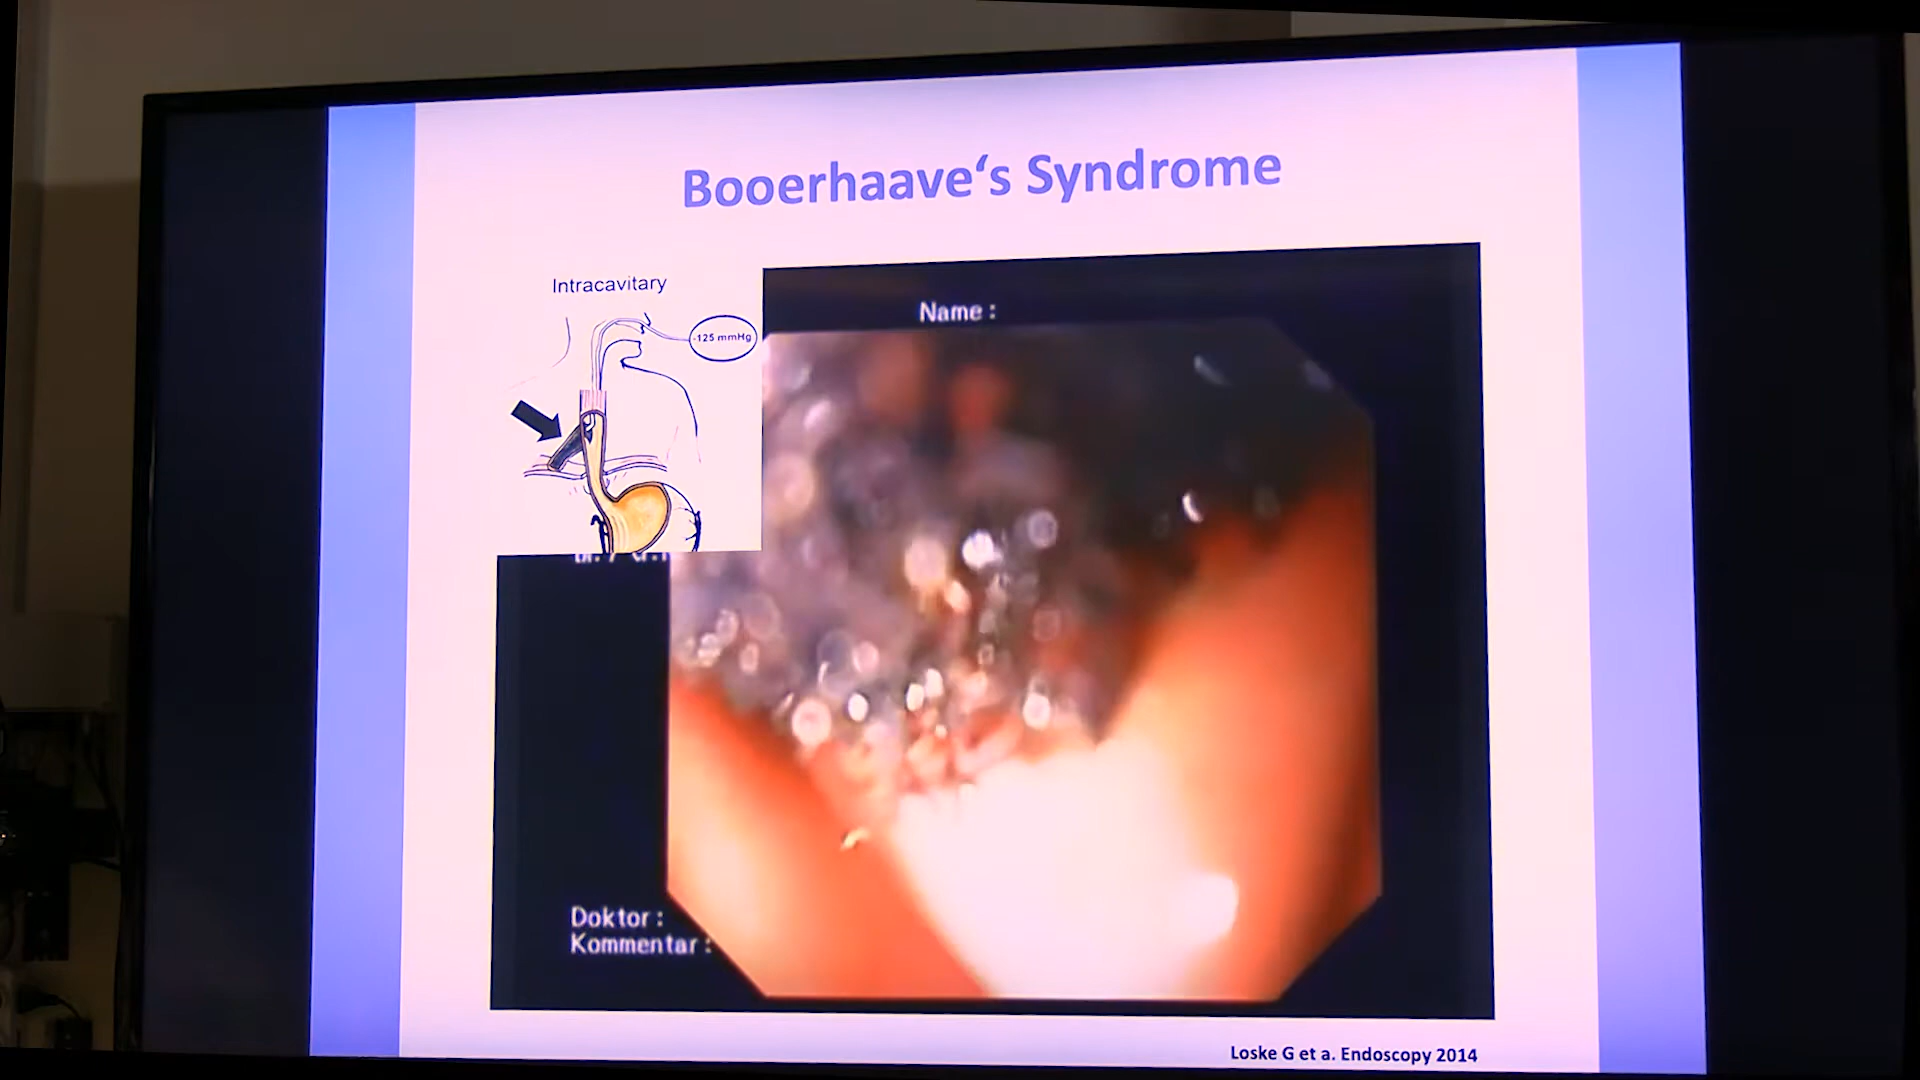 Booerhaave‘s Syndrome
Intracavitary
-125 mmHg
Name :
Doktor :
Kommentar :
Loske G et a. Endoscopy 2014